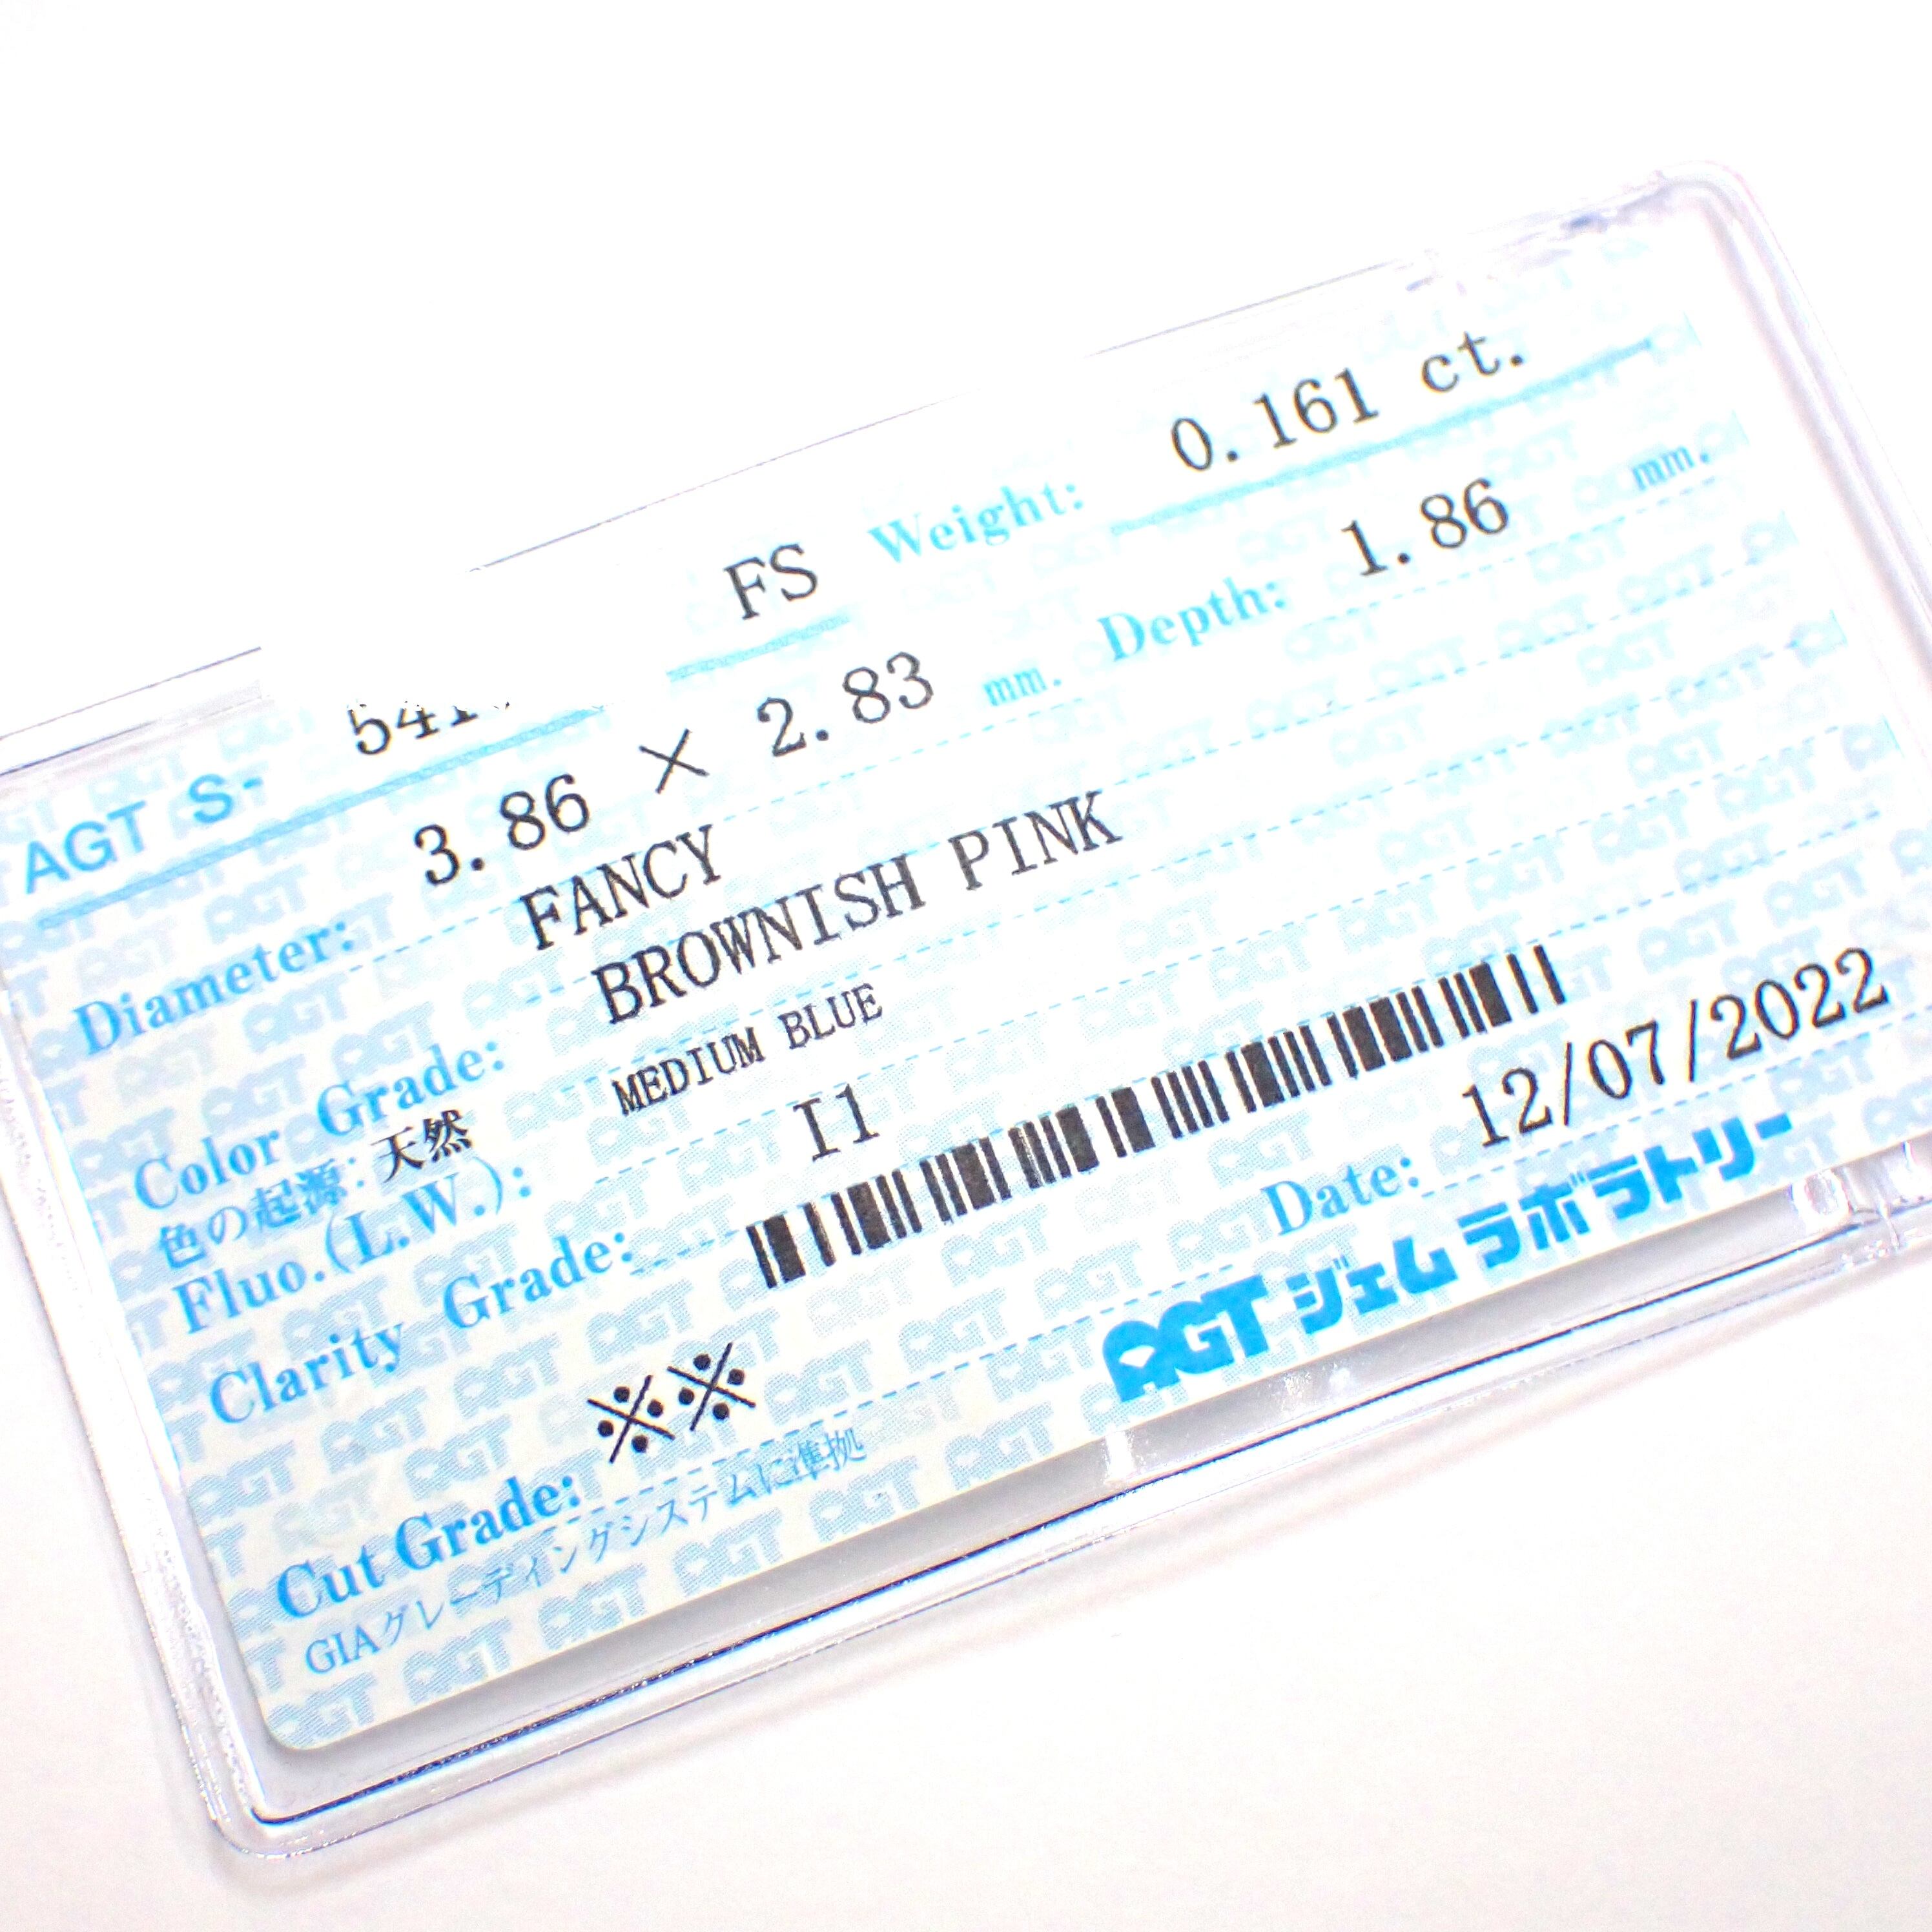 AGT S- FS Weight: 0.161 ct.
Diameter: 3.86 × 2.83 mm. Depth: 1.86 mm.
Color Grade: FANCY
BROWNISH PINK
色の起源: 天然
Fluo.(L.W.): MEDIUM BLUE
Clarity Grade: I1
Cut Grade: ※※
Date: 12/07/2022
GIAグレーディングシステムに準拠
AGT ジェム ラボラトリー